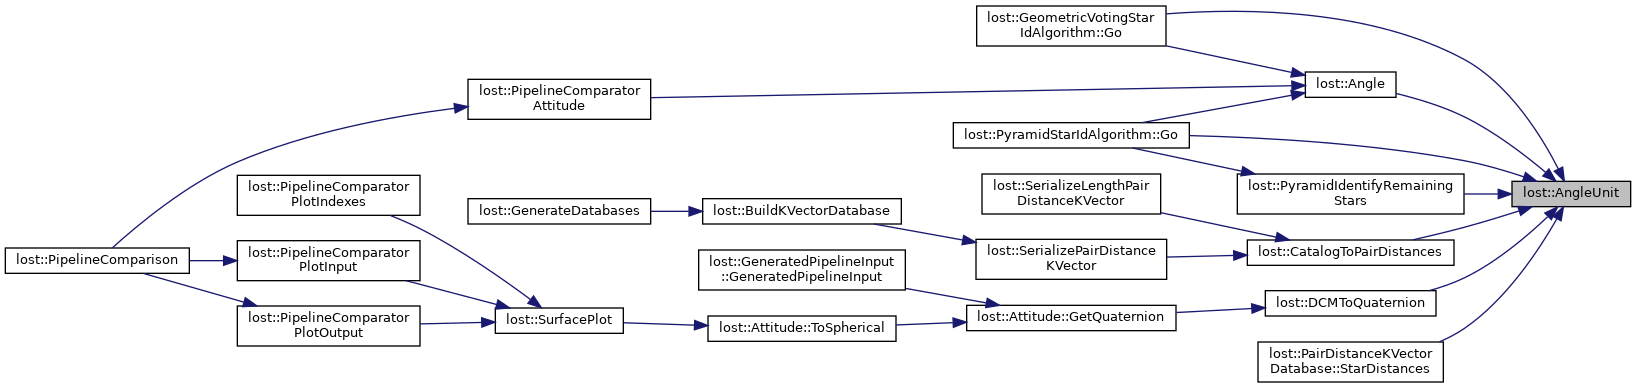 lost::GeometricVotingStar
IdAlgorithm::Go
lost::Angle
lost::PipelineComparator
Attitude
lost::PyramidStarIdAlgorithm::Go
lost::PipelineComparator
PlotIndexes
lost::SerializeLengthPair
DistanceKVector
lost::PyramidIdentifyRemaining
Stars
lost::AngleUnit
lost::GenerateDatabases
lost::BuildKVectorDatabase
lost::PipelineComparison
lost::PipelineComparator
PlotInput
lost::SerializePairDistance
KVector
lost::CatalogToPairDistances
lost::GeneratedPipelineInput
::GeneratedPipelineInput
lost::DCMToQuaternion
lost::PipelineComparator
PlotOutput
lost::SurfacePlot
lost::Attitude::ToSpherical
lost::Attitude::GetQuaternion
lost::PairDistanceKVector
Database::StarDistances